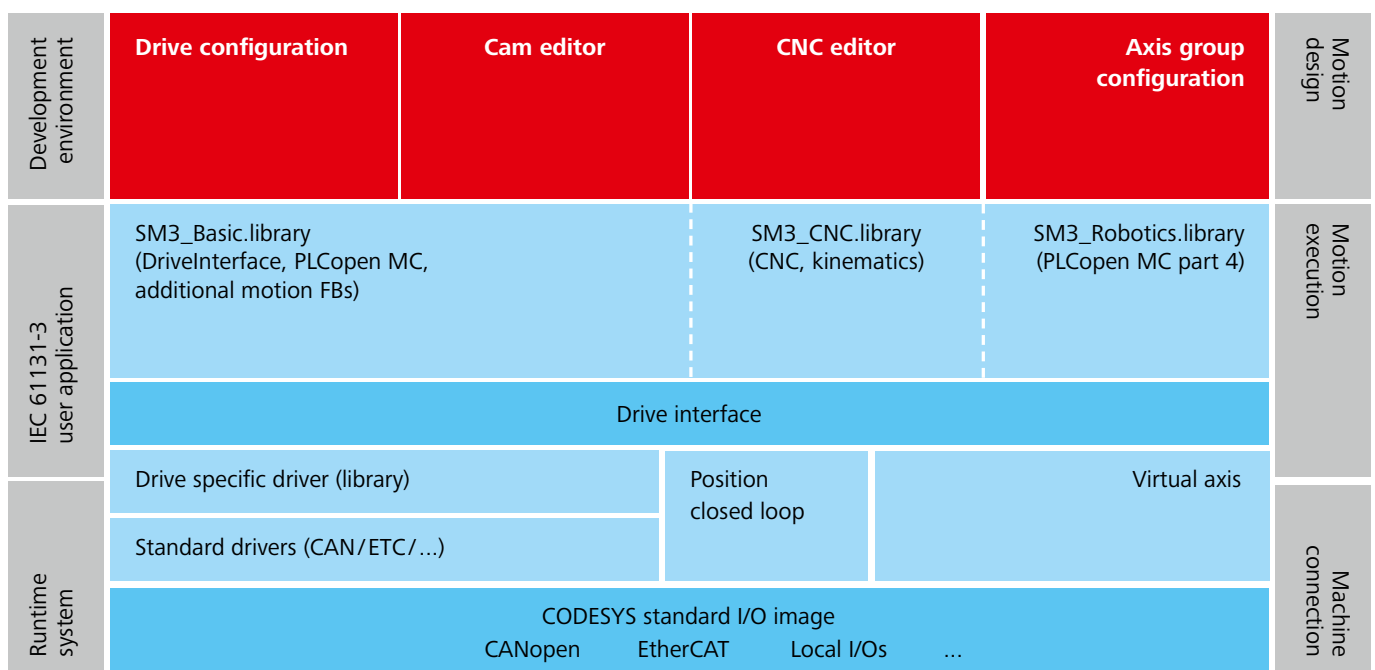 Development
environment
Drive configuration
Cam editor
CNC editor
Axis group
configuration
Motion
design
IEC 61131-3
user application
SM3_Basic.library
(DriveInterface, PLCopen MC,
additional motion FBs)
SM3_CNC.library
(CNC, kinematics)
SM3_Robotics.library
(PLCopen MC part 4)
Motion
execution
Drive interface
Drive specific driver (library)
Position
closed loop
Virtual axis
Standard drivers (CAN/ETC/...)
Runtime
system
CODESYS standard I/O image
CANopen EtherCAT Local I/Os ...
Machine
connection